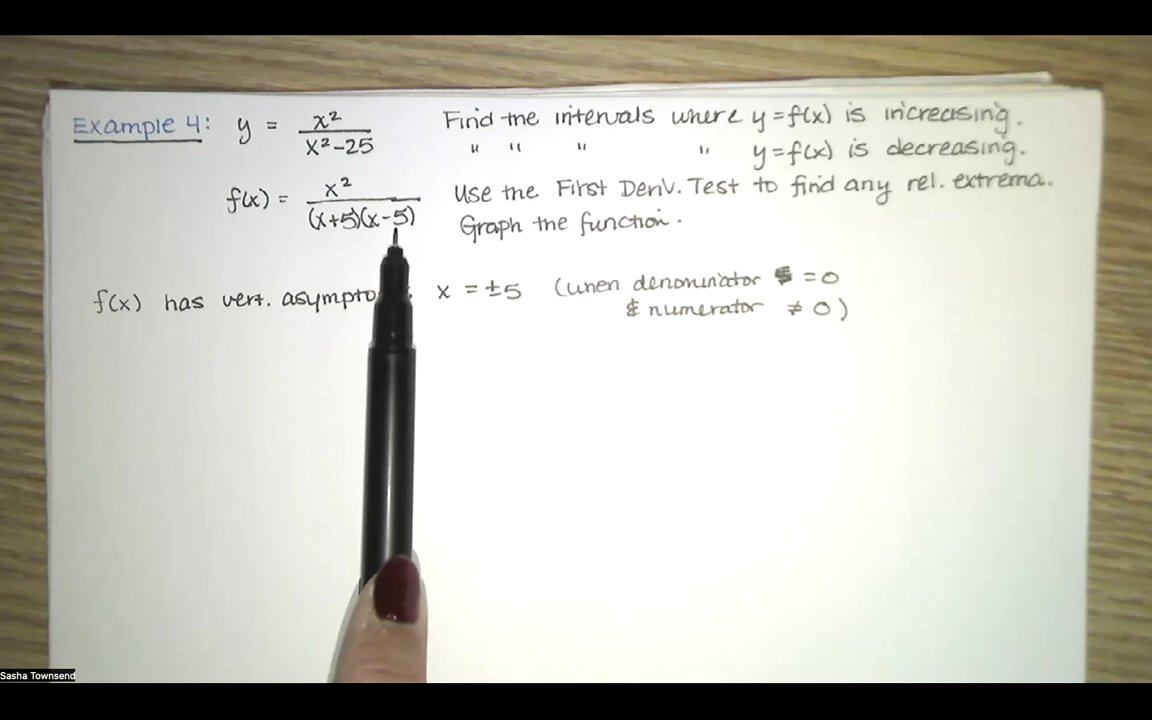 Example 4: y = x² / x²-25 Find the intervals where y=f(x) is increasing.
" " " " y=f(x) is decreasing.
f(x) = x² / (x+5)(x-5) Use the First Deriv. Test to find any rel. extrema.
Graph the function.
f(x) has vert. x = ±5 (when denominator = 0
& numerator ≠ 0)
Sasha Townsend